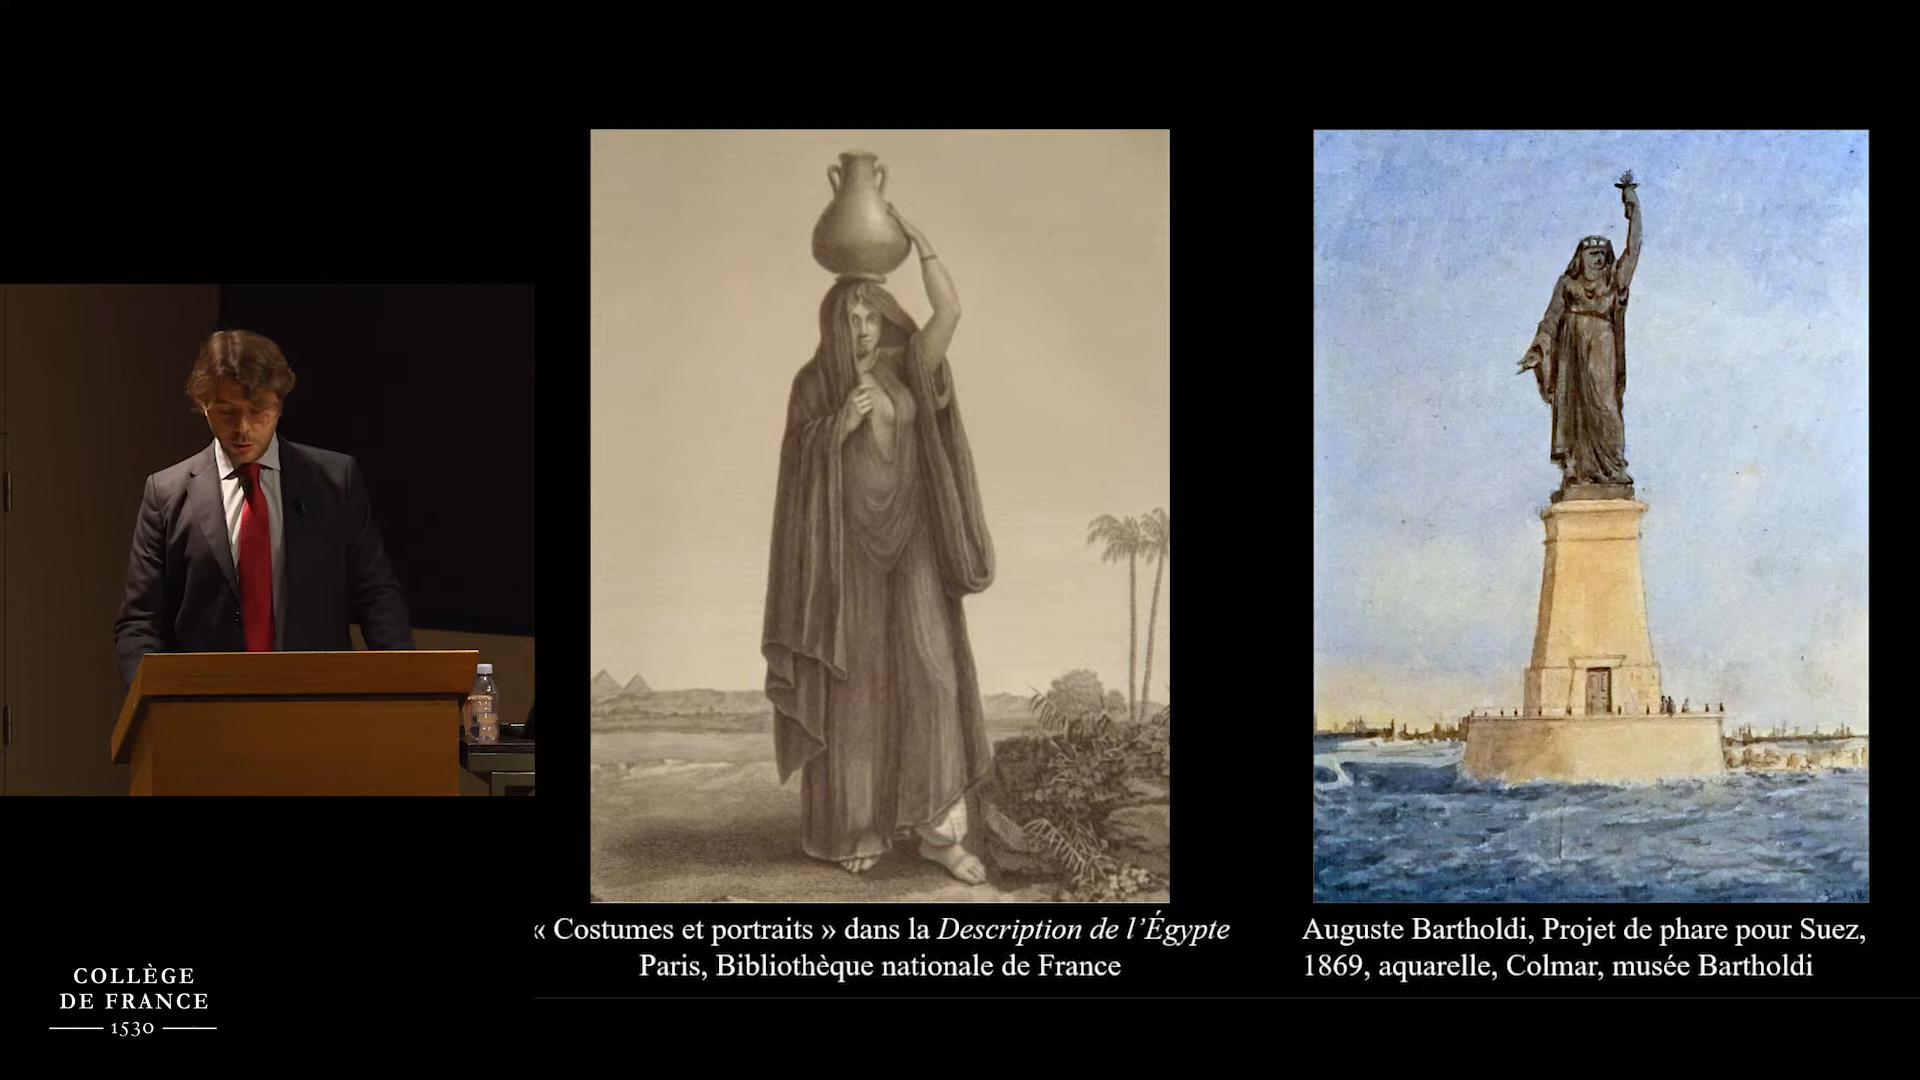 « Costumes et portraits » dans la Description de l’Égypte
Paris, Bibliothèque nationale de France
Auguste Bartholdi, Projet de phare pour Suez,
1869, aquarelle, Colmar, musée Bartholdi
COLLÈGE
DE FRANCE
1530